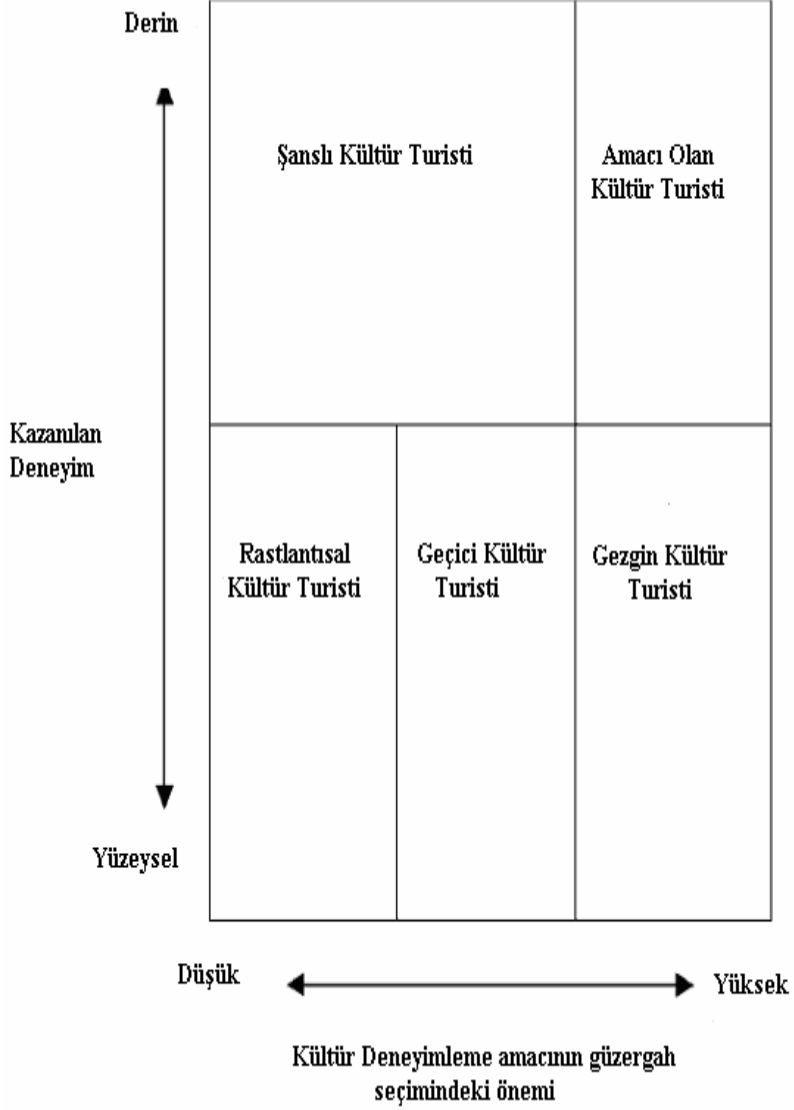 Derin
Şanslı Kültür Turisti
Amacı Olan
Kültür Turisti
Kazanılan
Deneyim
Rastlantısal
Kültür Turisti
Geçici Kültür
Turisti
Gezgin Kültür
Turisti
Yüzeysel
Düşük
Yüksek
Kültür Deneyimleme amacının güzergah
seçimindeki önemi